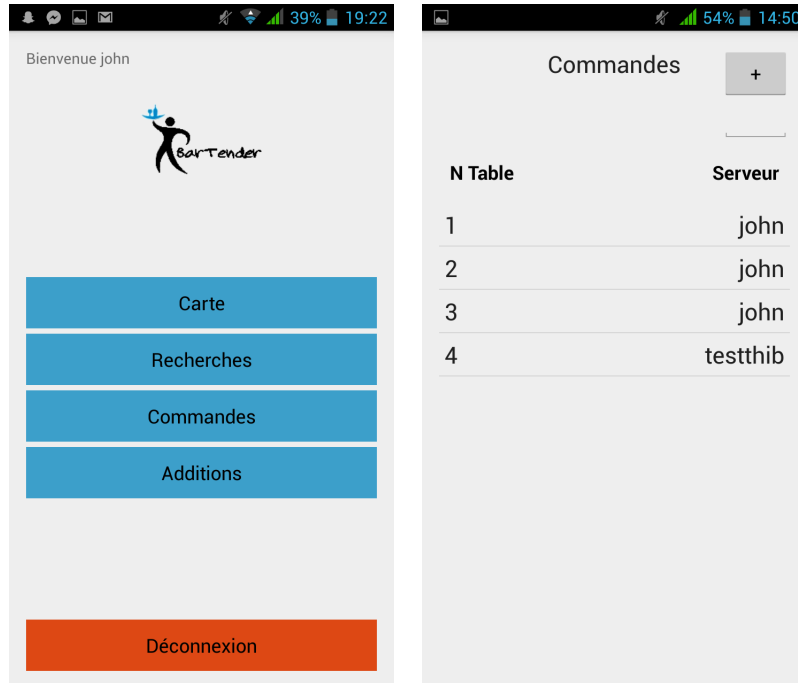 39% 19:22
Bienvenue john
BarTender
Carte
Recherches
Commandes
Additions
Déconnexion
54% 14:50
Commandes
+
N Table Serveur
1 john
2 john
3 john
4 testthib